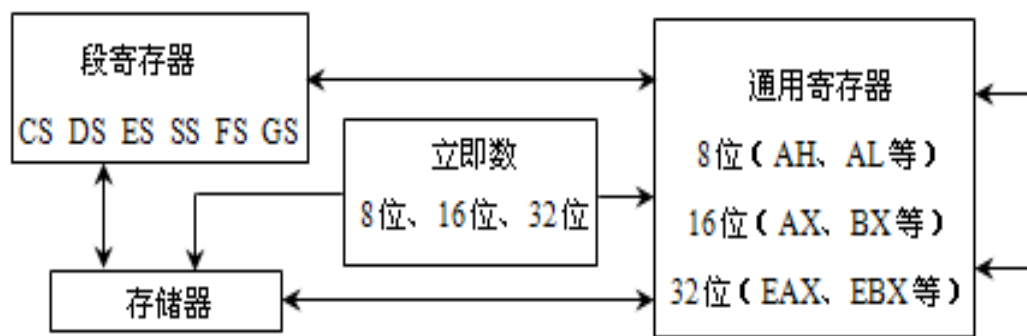 段寄存器
CS DS ES SS FS GS
立即数
8位、16位、32位
存储器
通用寄存器
8位(AH、AL等)
16位(AX、BX等)
32位(EAX、EBX等)